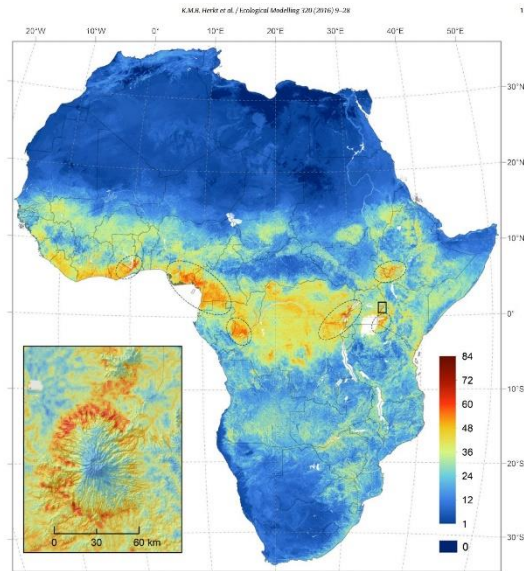 K.M.B. Herkt et al. / Ecological Modelling 320 (2016) 9–28
1
20°W 10°W 0° 10°E 20°E 30°E 40°E 50°E
30°N
20°N
10°N
0°
10°S
20°S
30°S
84
72
60
48
36
24
12
1
0
0 30 60 km